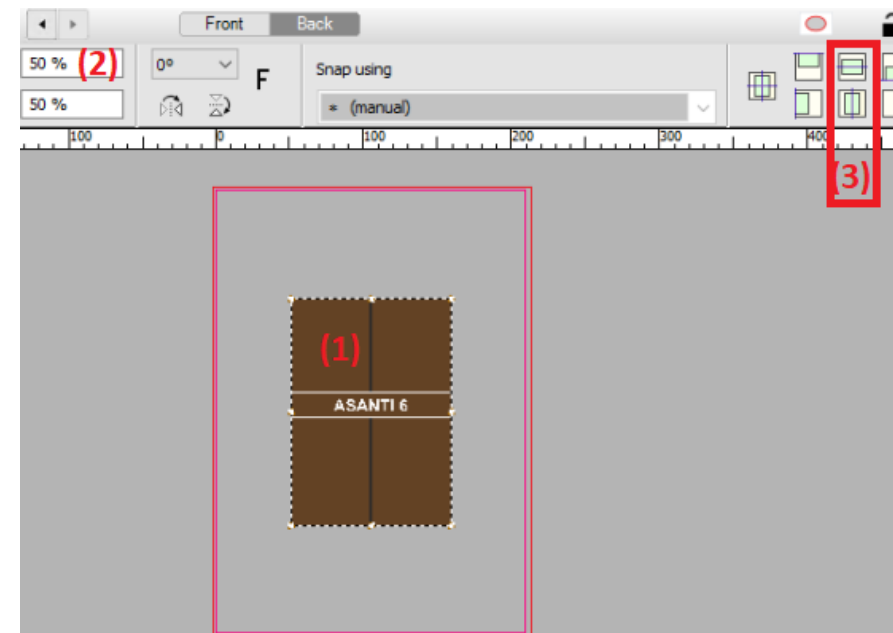 Front Back
50 % (2) 0° F Snap using
50 % * (manual)
100 0 100 200 300 400
(3)
(1)
ASANTI 6